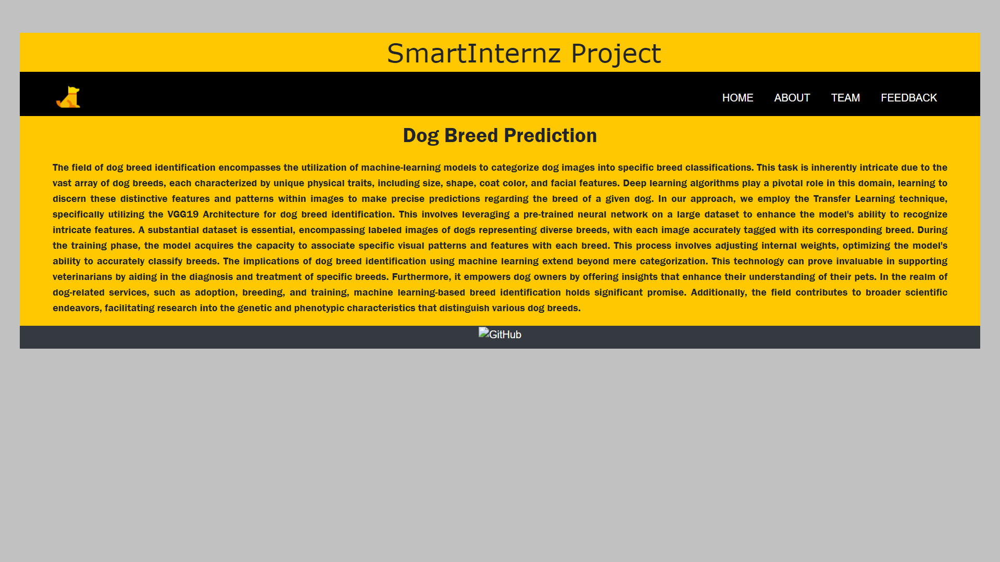 SmartInternz Project
HOME ABOUT TEAM FEEDBACK
Dog Breed Prediction
The field of dog breed identification encompasses the utilization of machine-learning models to categorize dog images into specific breed classifications. This task is inherently intricate due to the
vast array of dog breeds, each characterized by unique physical traits, including size, shape, coat color, and facial features. Deep learning algorithms play a pivotal role in this domain, learning to
discern these distinctive features and patterns within images to make precise predictions regarding the breed of a given dog. In our approach, we employ the Transfer Learning technique,
specifically utilizing the VGG19 Architecture for dog breed identification. This involves leveraging a pre-trained neural network on a large dataset to enhance the model's ability to recognize
intricate features. A substantial dataset is essential, encompassing labeled images of dogs representing diverse breeds, with each image accurately tagged with its corresponding breed. During
the training phase, the model acquires the capacity to associate specific visual patterns and features with each breed. This process involves adjusting internal weights, optimizing the model's
ability to accurately classify breeds. The implications of dog breed identification using machine learning extend beyond mere categorization. This technology can prove invaluable in supporting
veterinarians by aiding in the diagnosis and treatment of specific breeds. Furthermore, it empowers dog owners by offering insights that enhance their understanding of their pets. In the realm of
dog-related services, such as adoption, breeding, and training, machine learning-based breed identification holds significant promise. Additionally, the field contributes to broader scientific
endeavors, facilitating research into the genetic and phenotypic characteristics that distinguish various dog breeds.
GitHub